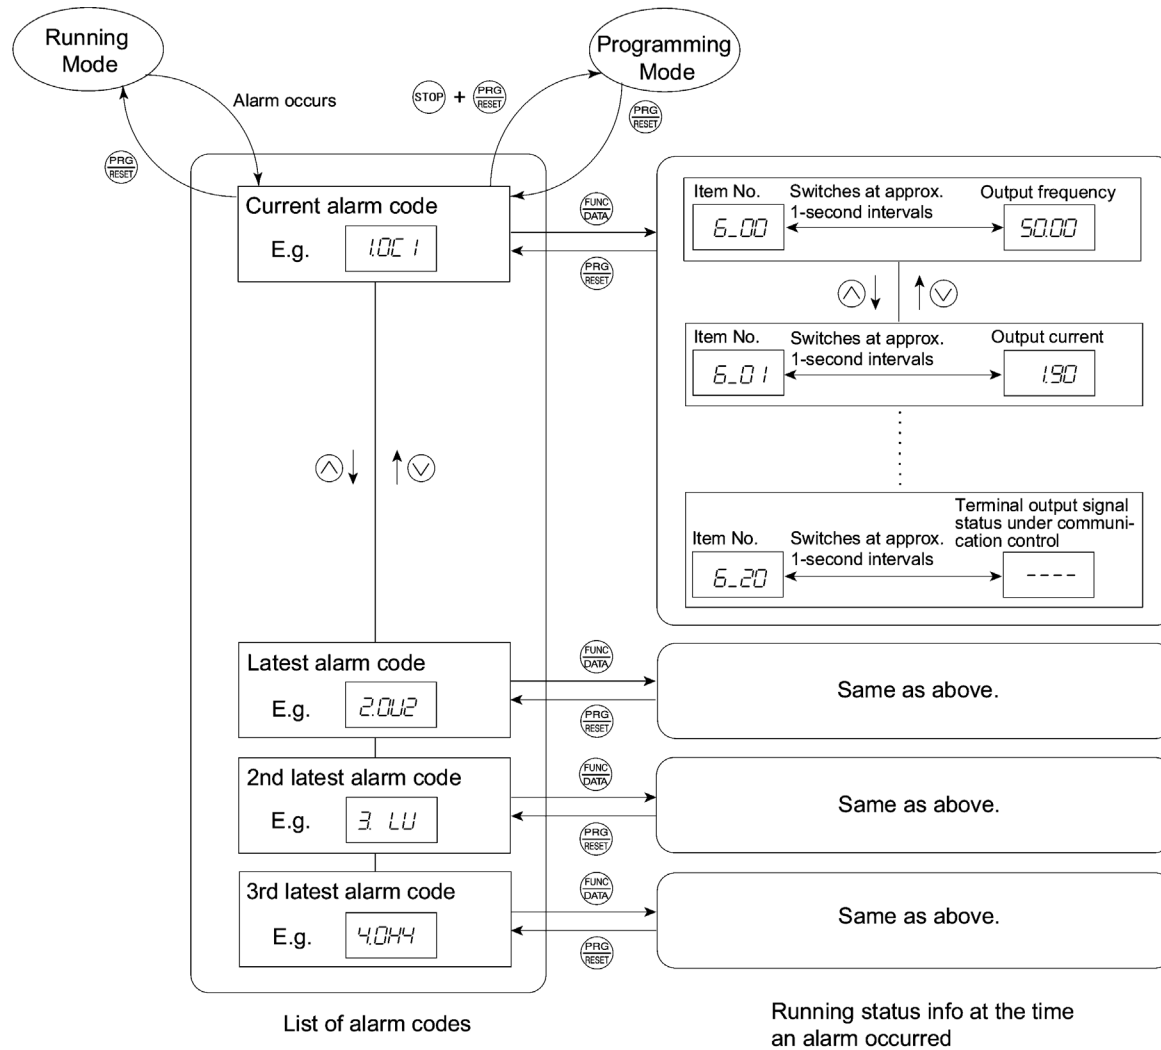 Running
Mode
Programming
Mode
Alarm occurs
STOP + PRG
RESET
PRG
RESET
PRG
RESET
Current alarm code
E.g. 1.OC1
FUNC
DATA
PRG
RESET
Item No. Switches at approx. Output frequency
1-second intervals
6_00 50.00
Item No. Switches at approx. Output current
1-second intervals
6_01 1.90
Terminal output signal
status under communi-
cation control
Item No. Switches at approx.
1-second intervals
6_20 ----
Latest alarm code
E.g. 2.OU2
FUNC
DATA
PRG
RESET
Same as above.
2nd latest alarm code
E.g. 3. LU
FUNC
DATA
PRG
RESET
Same as above.
3rd latest alarm code
E.g. 4.OH4
FUNC
DATA
PRG
RESET
Same as above.
List of alarm codes
Running status info at the time
an alarm occurred